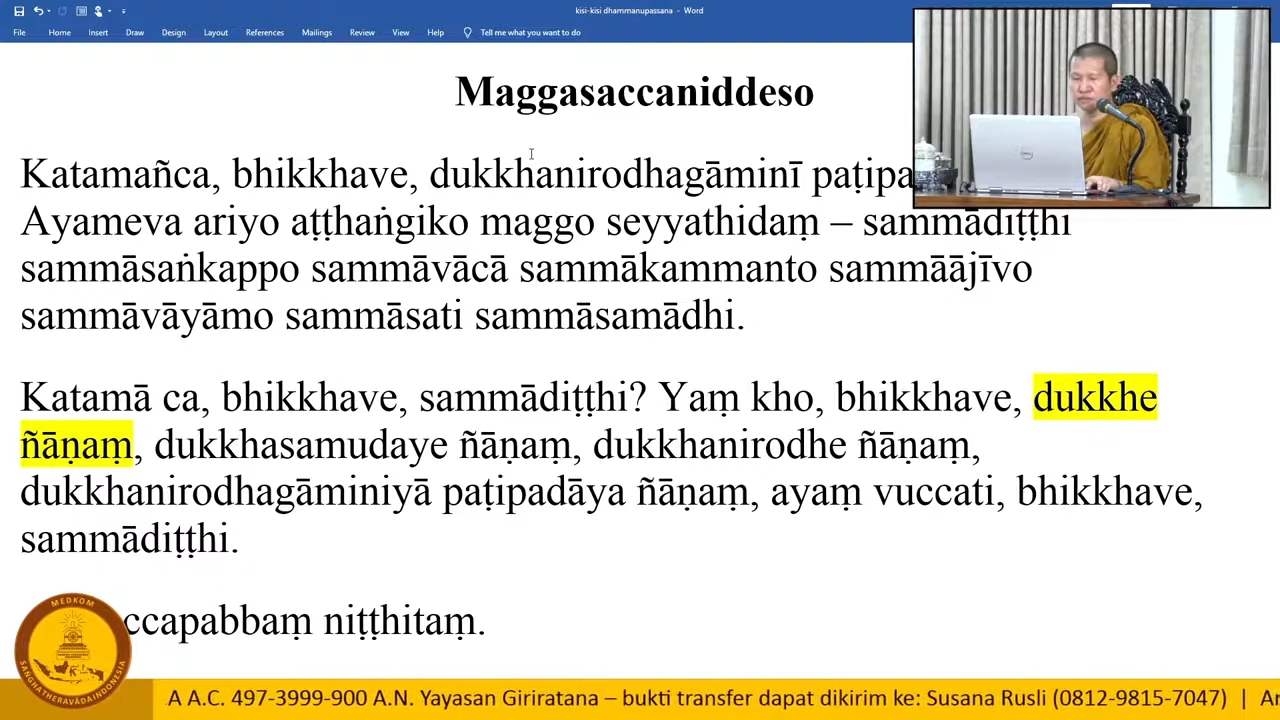 kisi-kisi dhammanupassana - Word
File Home Insert Draw Design Layout References Mailings Review View Help Tell me what you want to do
Maggasaccaniddeso
Katamañca, bhikkhave, dukkhanirodhagāminī paṭipa
Ayameva ariyo aṭṭhaṅgiko maggo seyyathidaṃ – sammādiṭṭhi
sammāsaṅkappo sammāvācā sammākammanto sammāājīvo
sammāvāyāmo sammāsati sammāsamādhi.
Katamā ca, bhikkhave, sammādiṭṭhi? Yaṃ kho, bhikkhave, dukkhe
ñāṇaṃ, dukkhasamudaye ñāṇaṃ, dukkhanirodhe ñāṇaṃ,
dukkhanirodhagāminiyā paṭipadāya ñāṇaṃ, ayaṃ vuccati, bhikkhave,
sammādiṭṭhi.
ccapabbaṃ niṭṭhitaṃ.
MEDKOM
SAṄGHA THERAVĀDA INDONESIA
A A.C. 497-3999-900 A.N. Yayasan Giriratana – bukti transfer dapat dikirim ke: Susana Rusli (0812-9815-7047) | Ar